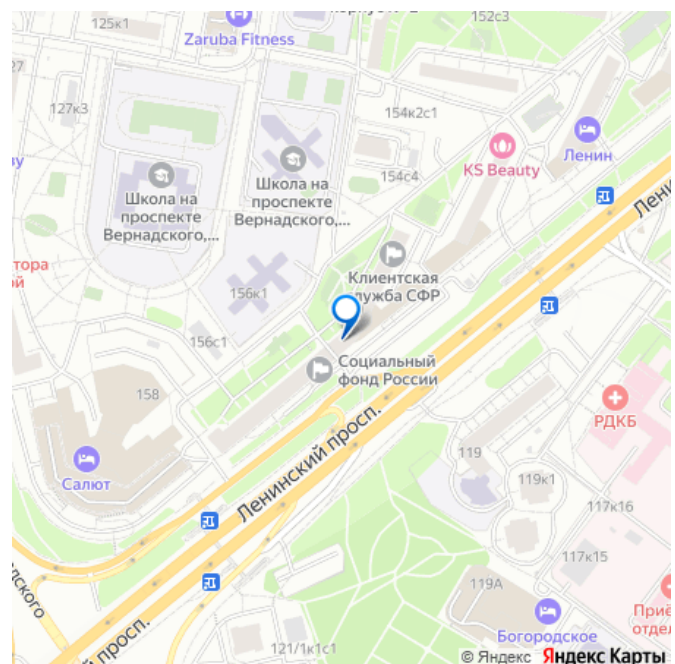 125к1
152с3
Zaruba Fitness
127к3
154к2с1
Ленин
KS Beauty
154с4
Школа на
проспекте
Вернадского,...
Школа на
проспекте
Вернадского,...
Ленинский просп.
Клиентская
служба СФР
156к1
156с1
Социальный
фонд России
158
Салют
РДКБ
119
119к1
117к16
117к15
119А
Богородское
121/1к1с1
© Яндекс Яндекс Карты